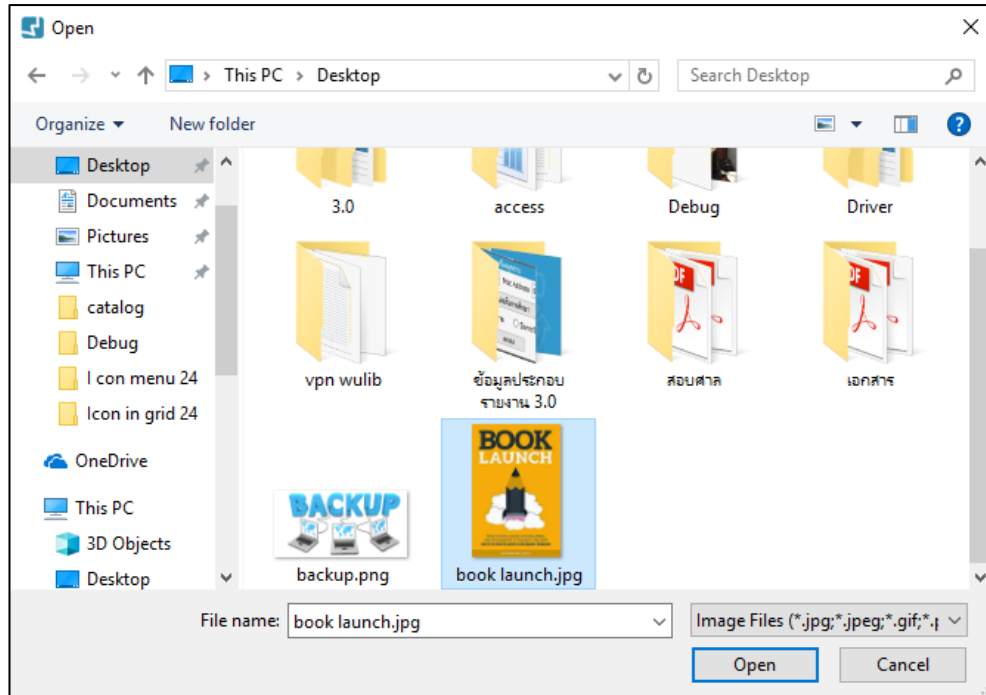 Open
This PC > Desktop
Search Desktop
Organize
New folder
?
Desktop
Documents
Pictures
This PC
catalog
Debug
I con menu 24
Icon in grid 24
OneDrive
This PC
3D Objects
Desktop
3.0
access
Debug
Driver
vpn wulib
ข้อมูลประกอบ
รายงาน 3.0
สอบศาล
เอกสาร
BACKUP
backup.png
BOOK
LAUNCH
book launch.jpg
File name:
book launch.jpg
Image Files (*.jpg;*.jpeg;*.gif;*.p
Open
Cancel